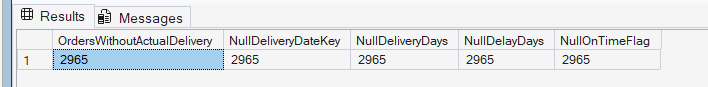 Results Messages
OrdersWithoutActualDelivery NullDeliveryDateKey NullDeliveryDays NullDelayDays NullOnTimeFlag
1 2965 2965 2965 2965 2965